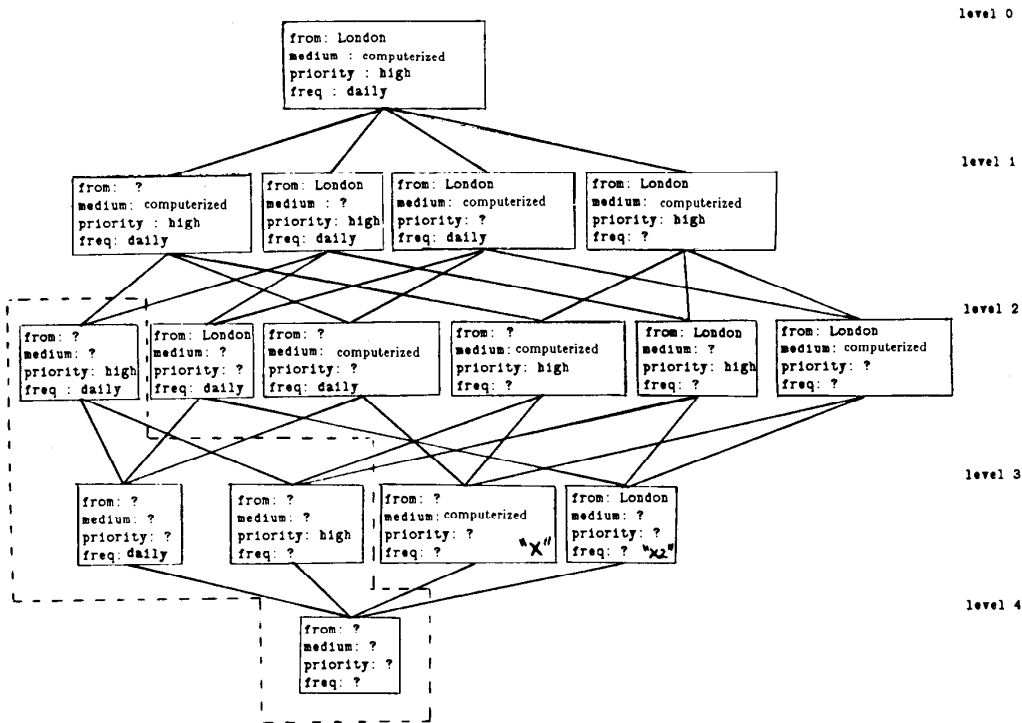 level 0
from: London
medium : computerized
priority : high
freq : daily
level 1
from: ?
medium: computerized
priority : high
freq: daily
from: London
medium : ?
priority: high
freq: daily
from: London
medium: computerized
priority: ?
freq: daily
from: London
medium: computerized
priority: high
freq: ?
level 2
from: ?
medium: ?
priority: high
freq : daily
from: London
medium: ?
priority: ?
freq: daily
from: ?
medium: computerized
priority: ?
freq: daily
from: ?
medium: computerized
priority: high
freq: ?
from: London
medium: ?
priority: high
freq: ?
from: London
medium: computerized
priority: ?
freq: ?
level 3
from: ?
medium: ?
priority: ?
freq: daily
from: ?
medium: ?
priority: high
freq: ?
from: ?
medium: computerized
priority: ?
freq: ? "X"
from: London
medium: ?
priority: ?
freq: ? "X2"
level 4
from: ?
medium: ?
priority: ?
freq: ?